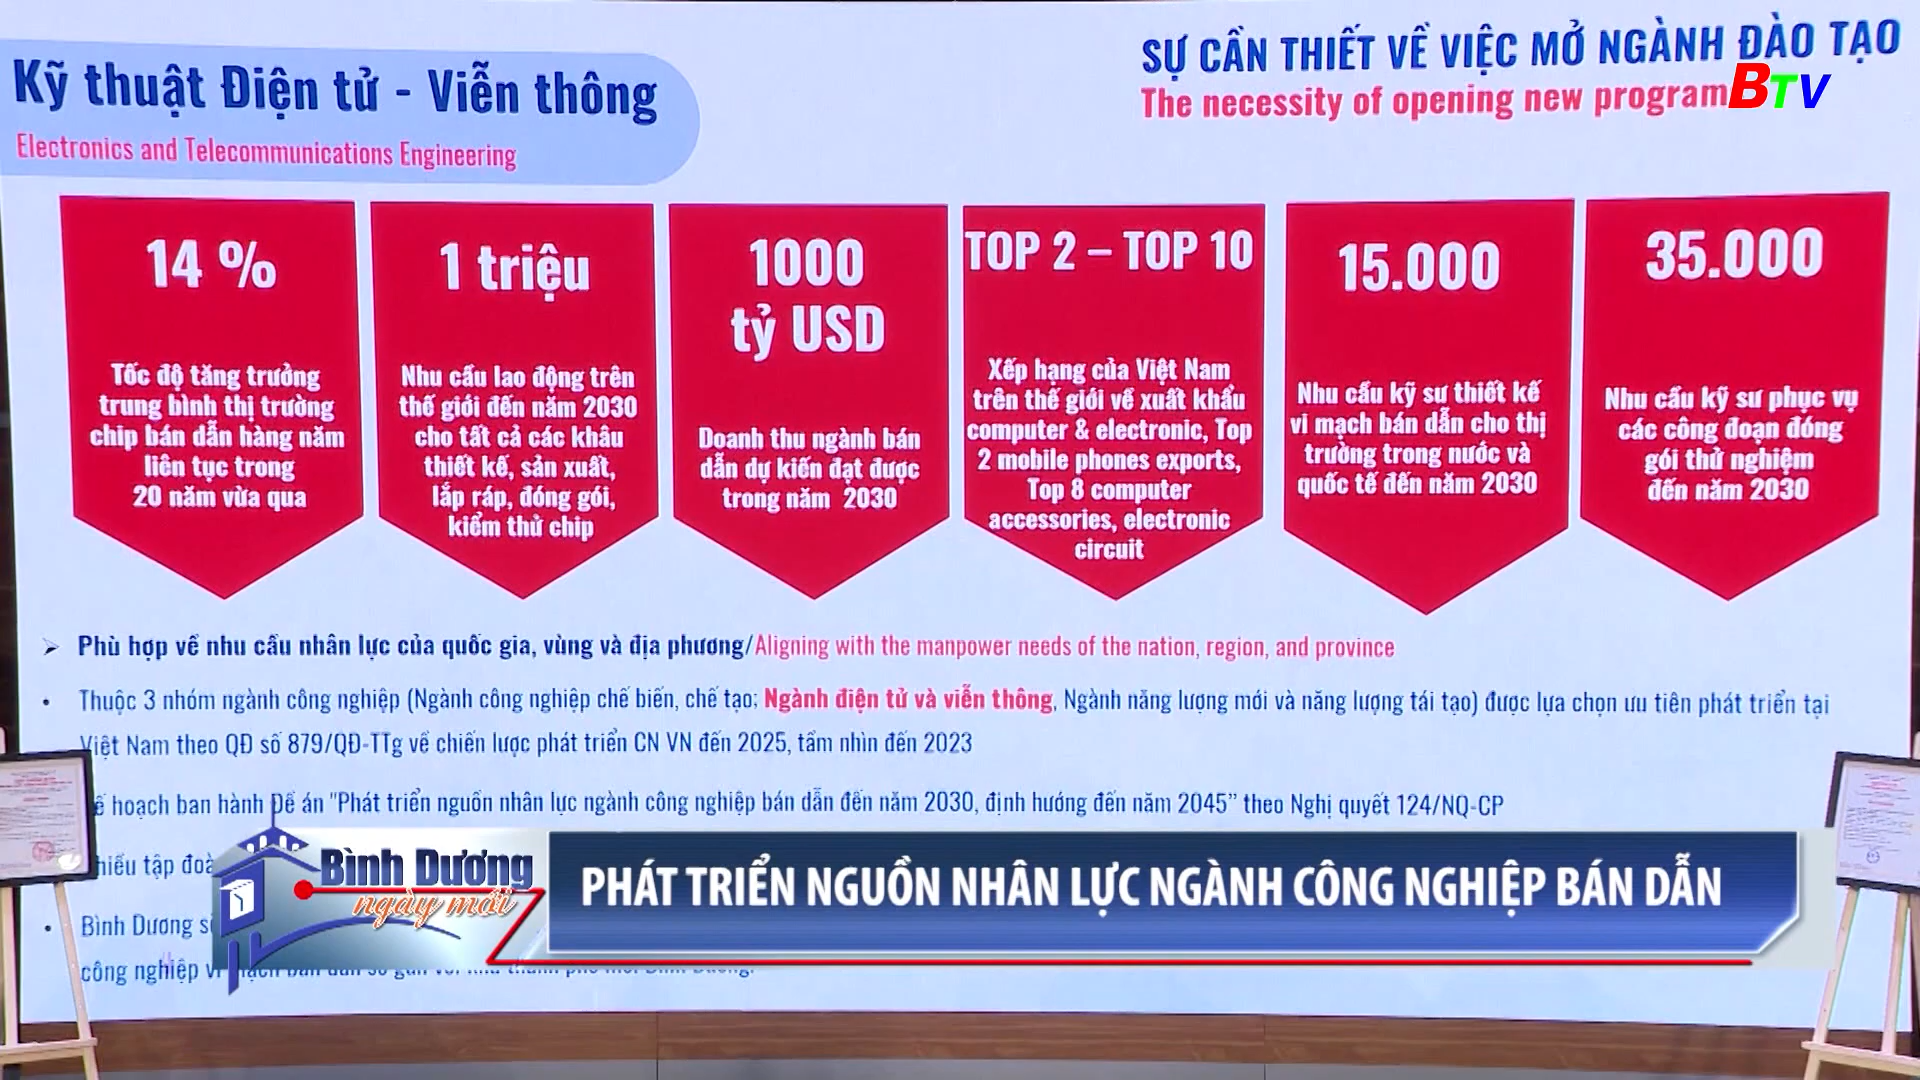 Kỹ thuật Điện tử - Viễn thông
Electronics and Telecommunications Engineering
SỰ CẦN THIẾT VỀ VIỆC MỞ NGÀNH ĐÀO TẠO
The necessity of opening new program
BTV
14 %
Tốc độ tăng trưởng
trung bình thị trường
chip bán dẫn hàng năm
liên tục trong
20 năm vừa qua
1 triệu
Nhu cầu lao động trên
thế giới đến năm 2030
cho tất cả các khâu
thiết kế, sản xuất,
lắp ráp, đóng gói,
kiểm thử chip
1000
tỷ USD
Doanh thu ngành bán
dẫn dự kiến đạt được
trong năm 2030
TOP 2 – TOP 10
Xếp hạng của Việt Nam
trên thế giới về xuất khẩu
computer & electronic, Top
2 mobile phones exports,
Top 8 computer
accessories, electronic
circuit
15.000
Nhu cầu kỹ sư thiết kế
vi mạch bán dẫn cho thị
trường trong nước và
quốc tế đến năm 2030
35.000
Nhu cầu kỹ sư phục vụ
các công đoạn đóng
gói thử nghiệm
đến năm 2030
➢ Phù hợp về nhu cầu nhân lực của quốc gia, vùng và địa phương/Aligning with the manpower needs of the nation, region, and province
• Thuộc 3 nhóm ngành công nghiệp (Ngành công nghiệp chế biến, chế tạo; Ngành điện tử và viễn thông, Ngành năng lượng mới và năng lượng tái tạo) được lựa chọn ưu tiên phát triển tại
Việt Nam theo QĐ số 879/QĐ-TTg về chiến lược phát triển CN VN đến 2025, tầm nhìn đến 2023
hoạch ban hành Đề án "Phát triển nguồn nhân lực ngành công nghiệp bán dẫn đến năm 2030, định hướng đến năm 2045” theo Nghị quyết 124/NQ-CP
tập
• Bình Dương
công nghiệp
Bình Dương
ngày mới
PHÁT TRIỂN NGUỒN NHÂN LỰC NGÀNH CÔNG NGHIỆP BÁN DẪN